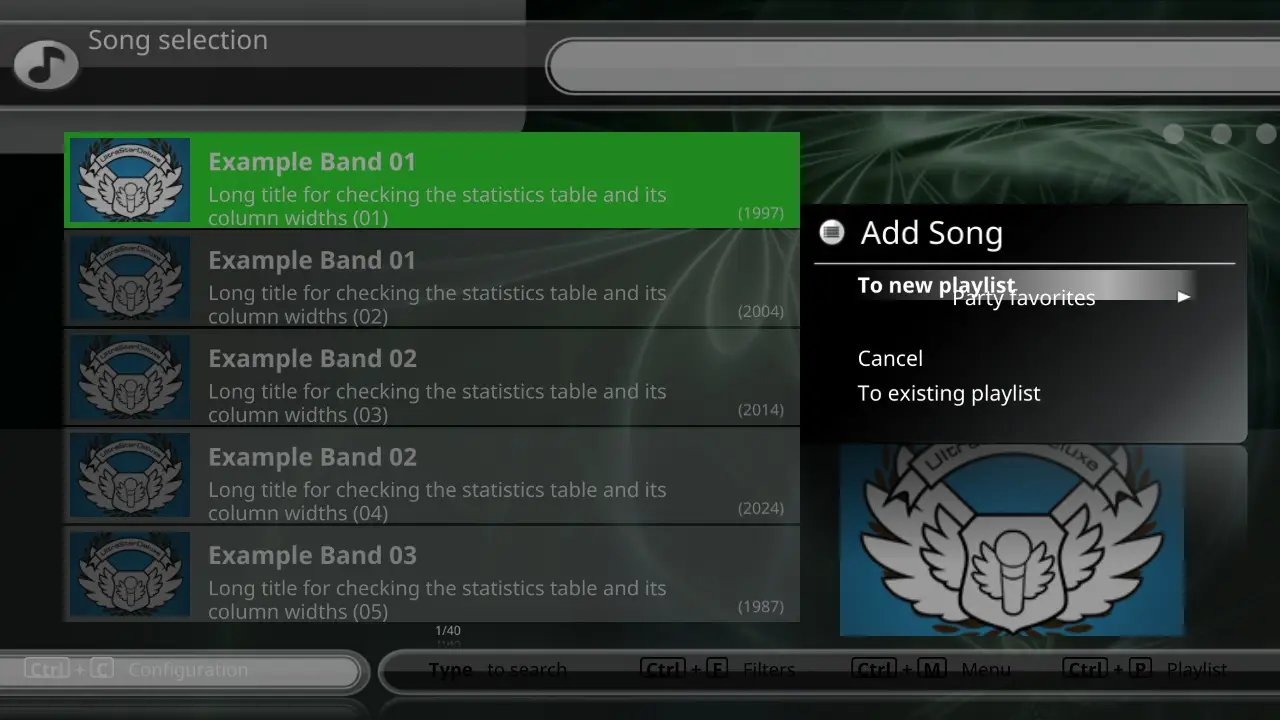 Song selection
Example Band 01
Long title for checking the statistics table and its
column widths (01)
(1997)
Example Band 01
Long title for checking the statistics table and its
column widths (02)
(2004)
Example Band 02
Long title for checking the statistics table and its
column widths (03)
(2014)
Example Band 02
Long title for checking the statistics table and its
column widths (04)
(2024)
Example Band 03
Long title for checking the statistics table and its
column widths (05)
(1987)
1/40
Add Song
To new playlist
Party favorites
Cancel
To existing playlist
UltraStar Deluxe
Ctrl + C Configuration
Type to search
Ctrl + F Filters
Ctrl + M Menu
Ctrl + P Playlist